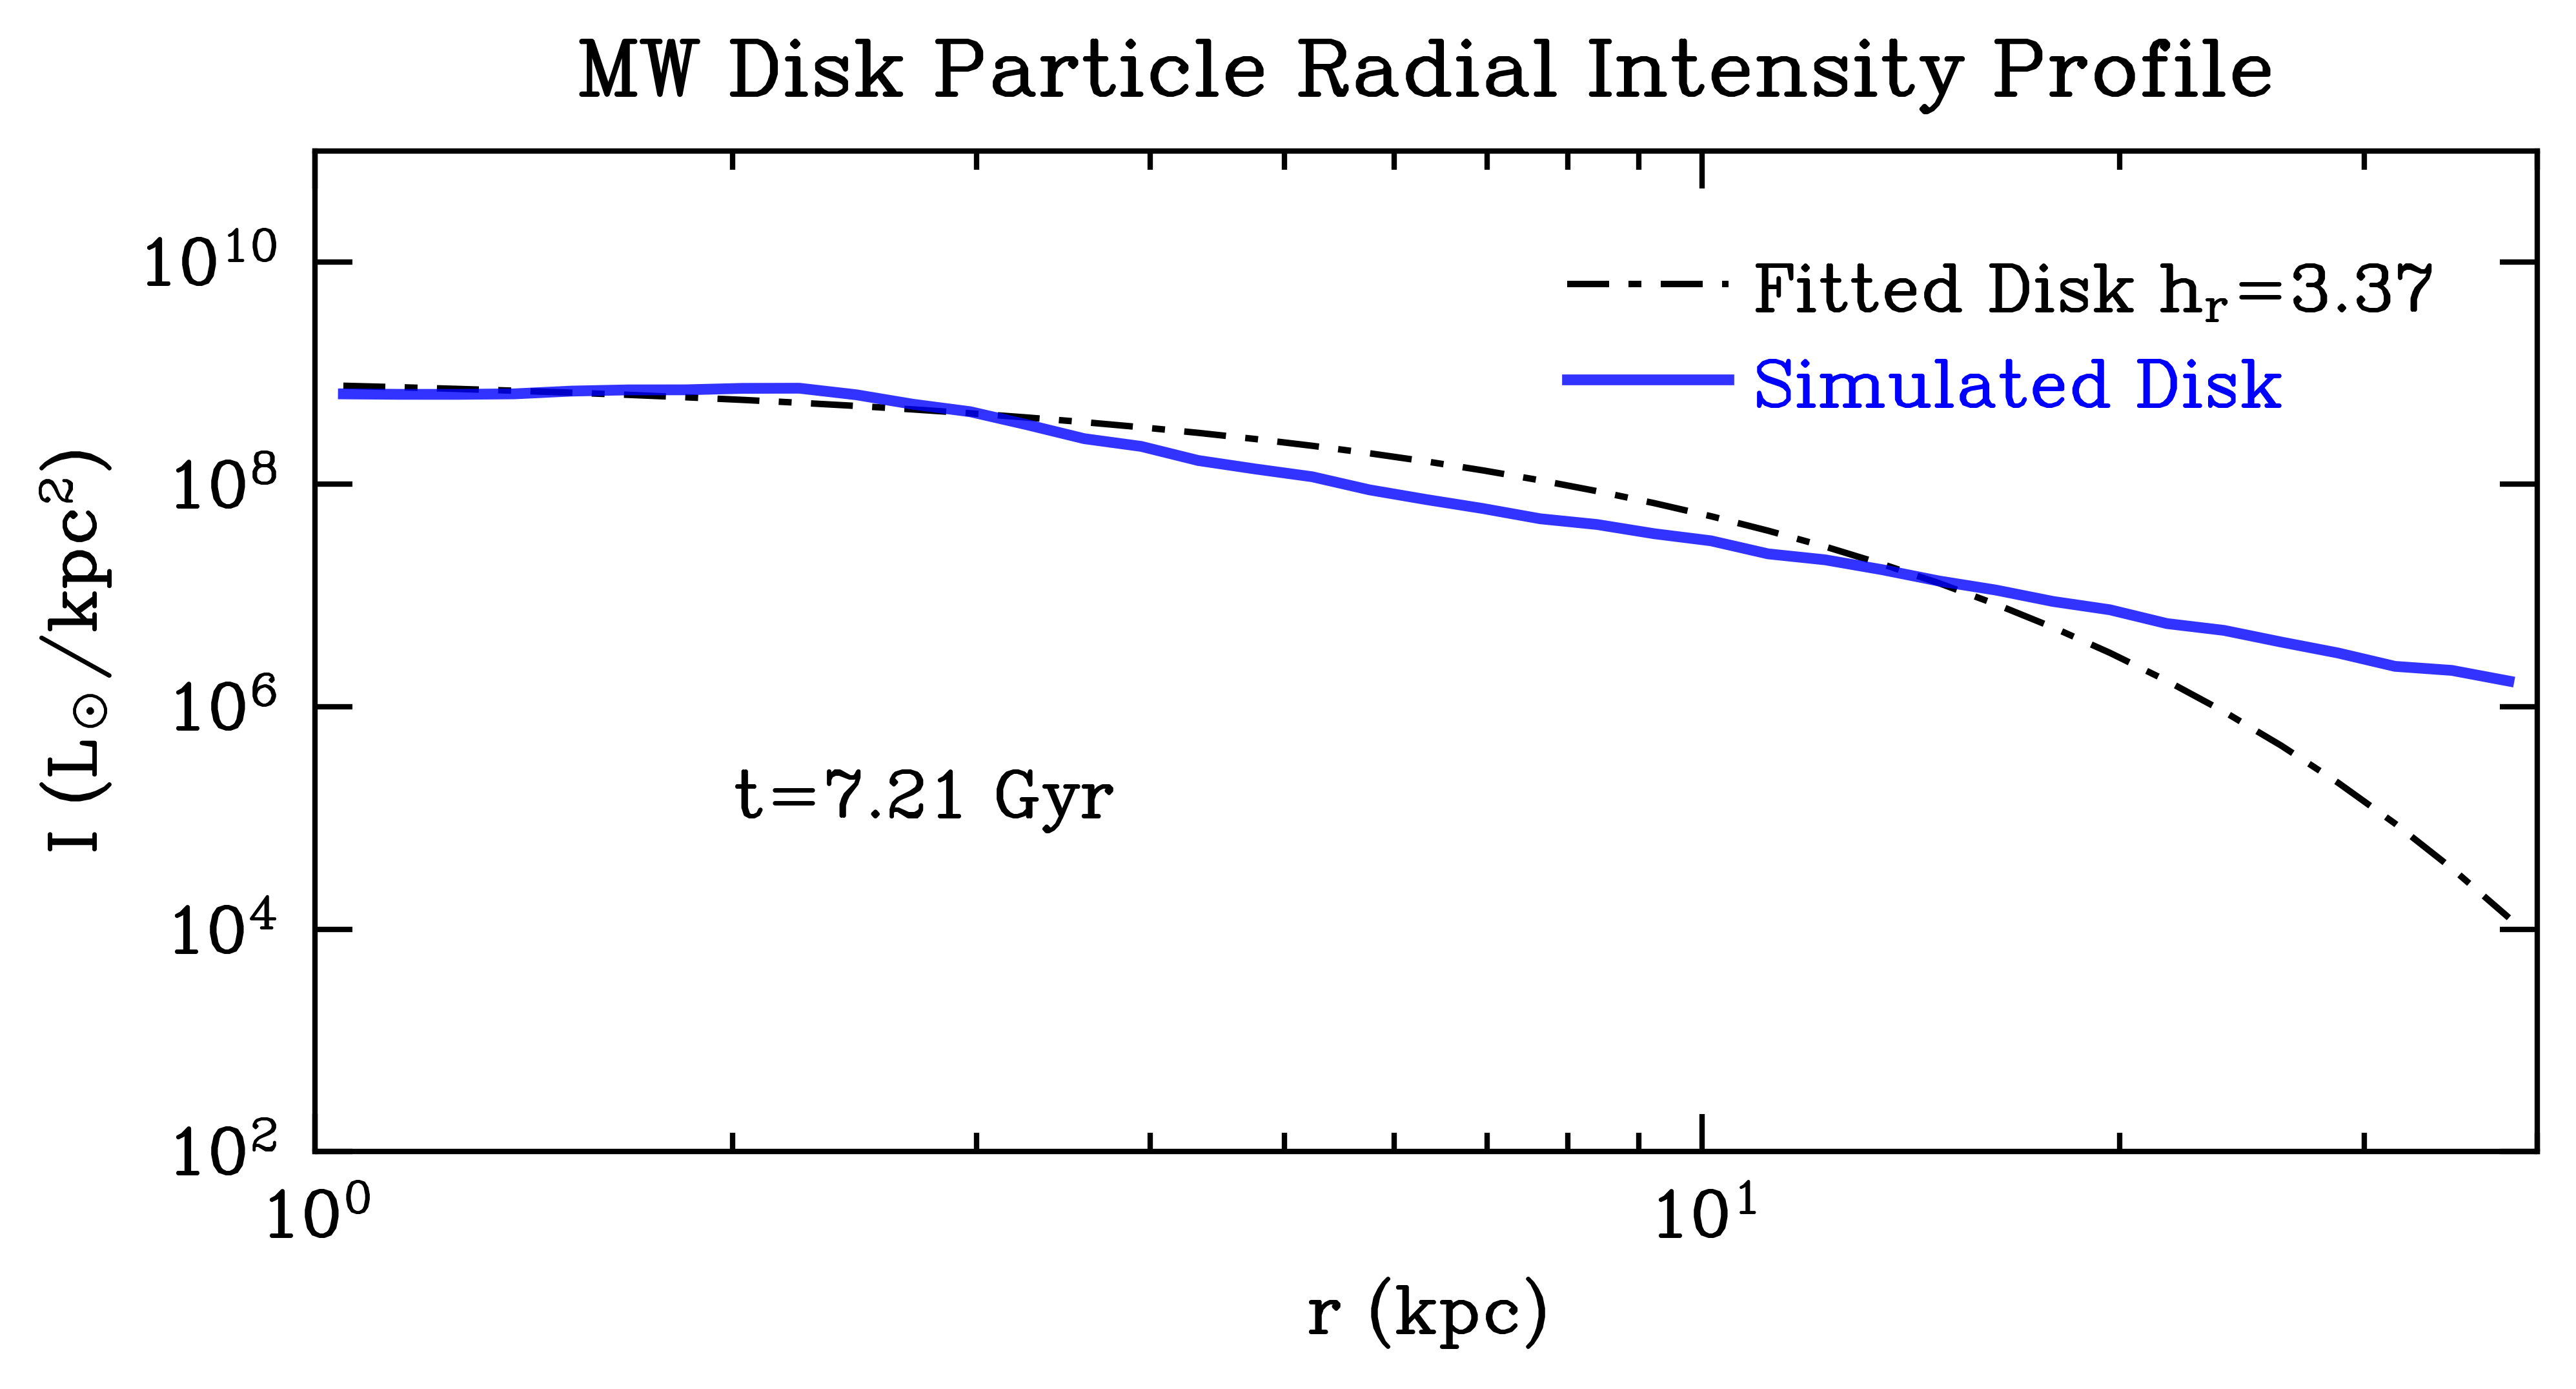 MW Disk Particle Radial Intensity Profile
I (L⊙/kpc²)
10¹⁰
10⁸
10⁶
10⁴
10²
Fitted Disk hᵣ=3.37
Simulated Disk
t=7.21 Gyr
10⁰ 10¹
r (kpc)